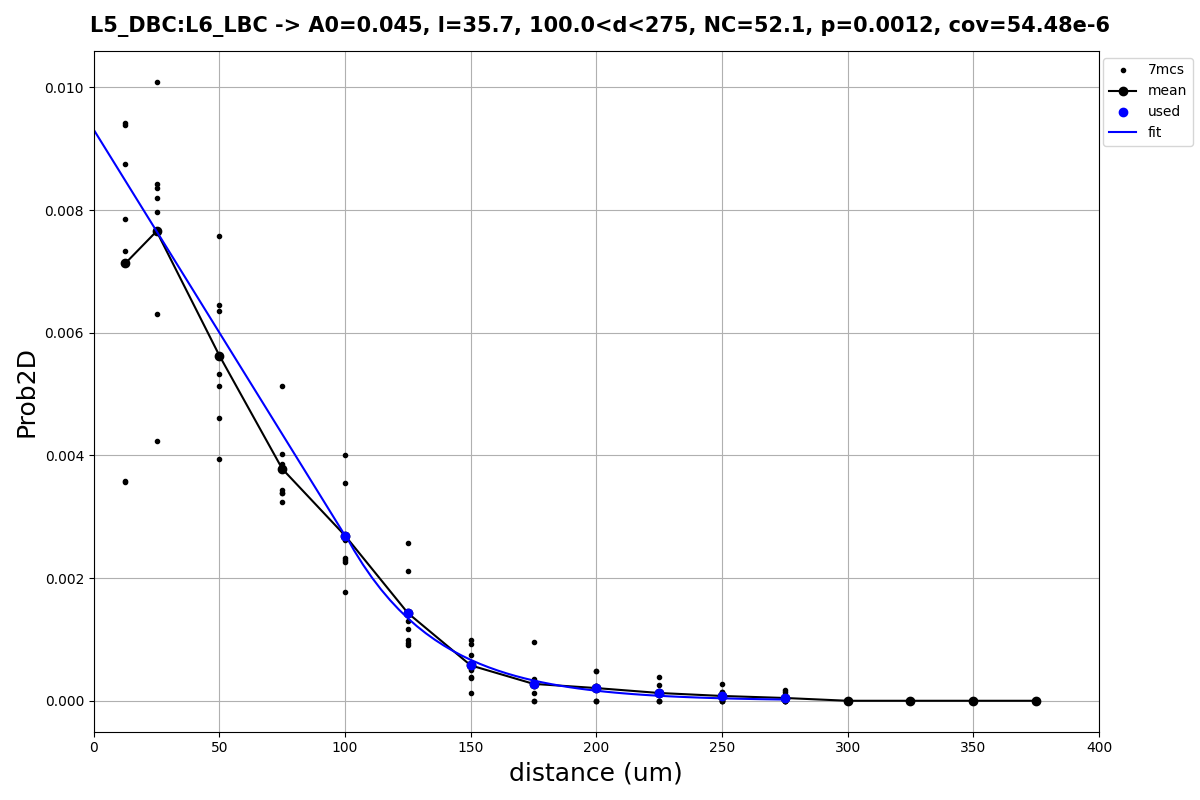 L5_DBC:L6_LBC -> A0=0.045, l=35.7, 100.0<d<275, NC=52.1, p=0.0012, cov=54.48e-6
7mcs
mean
used
fit
Prob2D
0.010
0.008
0.006
0.004
0.002
0.000
0 50 100 150 200 250 300 350 400
distance (um)